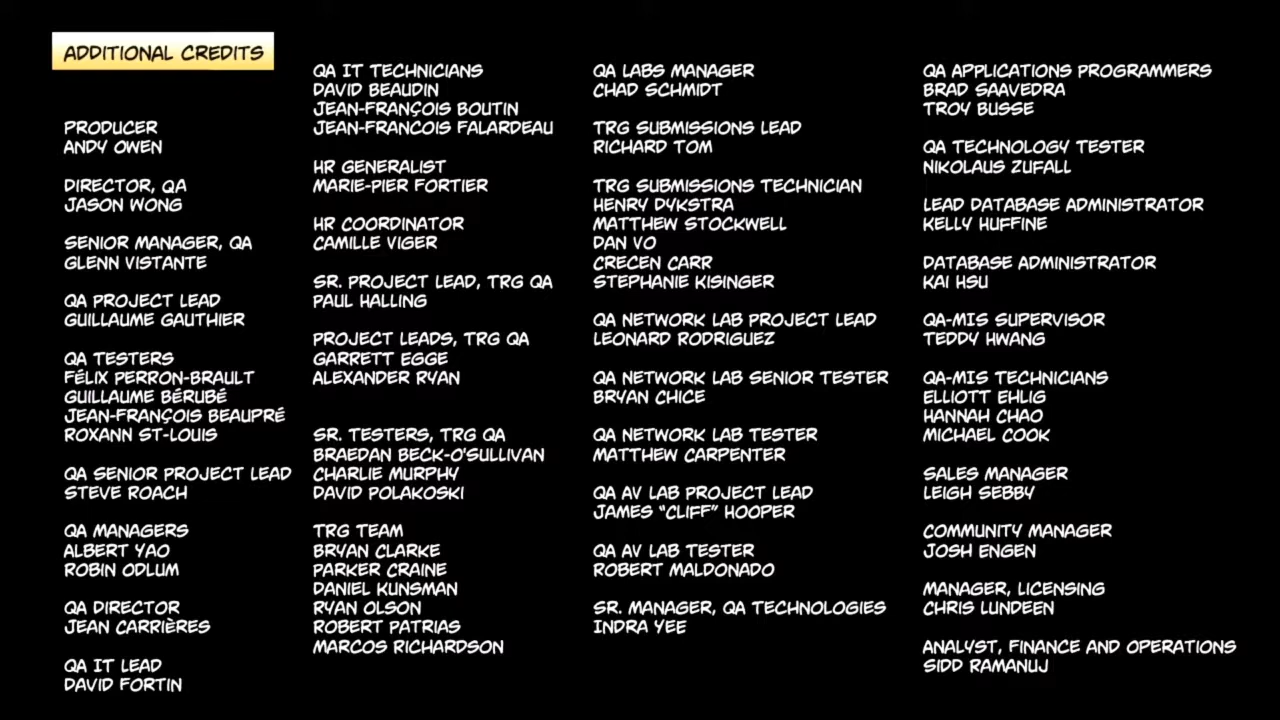 ADDITIONAL CREDITS
PRODUCER
ANDY OWEN
DIRECTOR, QA
JASON WONG
SENIOR MANAGER, QA
GLENN VISTANTE
QA PROJECT LEAD
GUILLAUME GAUTHIER
QA TESTERS
FÉLIX PERRON-BRAULT
GUILLAUME BÉRUBÉ
JEAN-FRANÇOIS BEAUPRÉ
ROXANN ST-LOUIS
QA SENIOR PROJECT LEAD
STEVE ROACH
QA MANAGERS
ALBERT YAO
ROBIN ODLUM
QA DIRECTOR
JEAN CARRIÈRES
QA IT LEAD
DAVID FORTIN
QA IT TECHNICIANS
DAVID BEAUDIN
JEAN-FRANÇOIS BOUTIN
JEAN-FRANCOIS FALARDEAU
HR GENERALIST
MARIE-PIER FORTIER
HR COORDINATOR
CAMILLE VIGER
SR. PROJECT LEAD, TRG QA
PAUL HALLING
PROJECT LEADS, TRG QA
GARRETT EGGE
ALEXANDER RYAN
SR. TESTERS, TRG QA
BRAEDAN BECK-O'SULLIVAN
CHARLIE MURPHY
DAVID POLAKOSKI
TRG TEAM
BRYAN CLARKE
PARKER CRAINE
DANIEL KUNSMAN
RYAN OLSON
ROBERT PATRIAS
MARCOS RICHARDSON
QA LABS MANAGER
CHAD SCHMIDT
TRG SUBMISSIONS LEAD
RICHARD TOM
TRG SUBMISSIONS TECHNICIAN
HENRY DYKSTRA
MATTHEW STOCKWELL
DAN VO
CRECEN CARR
STEPHANIE KISINGER
QA NETWORK LAB PROJECT LEAD
LEONARD RODRIGUEZ
QA NETWORK LAB SENIOR TESTER
BRYAN CHICE
QA NETWORK LAB TESTER
MATTHEW CARPENTER
QA AV LAB PROJECT LEAD
JAMES "CLIFF" HOOPER
QA AV LAB TESTER
ROBERT MALDONADO
SR. MANAGER, QA TECHNOLOGIES
INDRA YEE
QA APPLICATIONS PROGRAMMERS
BRAD SAAVEDRA
TROY BUSSE
QA TECHNOLOGY TESTER
NIKOLAUS ZUFALL
LEAD DATABASE ADMINISTRATOR
KELLY HUFFINE
DATABASE ADMINISTRATOR
KAI HSU
QA-MIS SUPERVISOR
TEDDY HWANG
QA-MIS TECHNICIANS
ELLIOTT EHLIG
HANNAH CHAO
MICHAEL COOK
SALES MANAGER
LEIGH SEBBY
COMMUNITY MANAGER
JOSH ENGEN
MANAGER, LICENSING
CHRIS LUNDEEN
ANALYST, FINANCE AND OPERATIONS
SIDD RAMANUJ